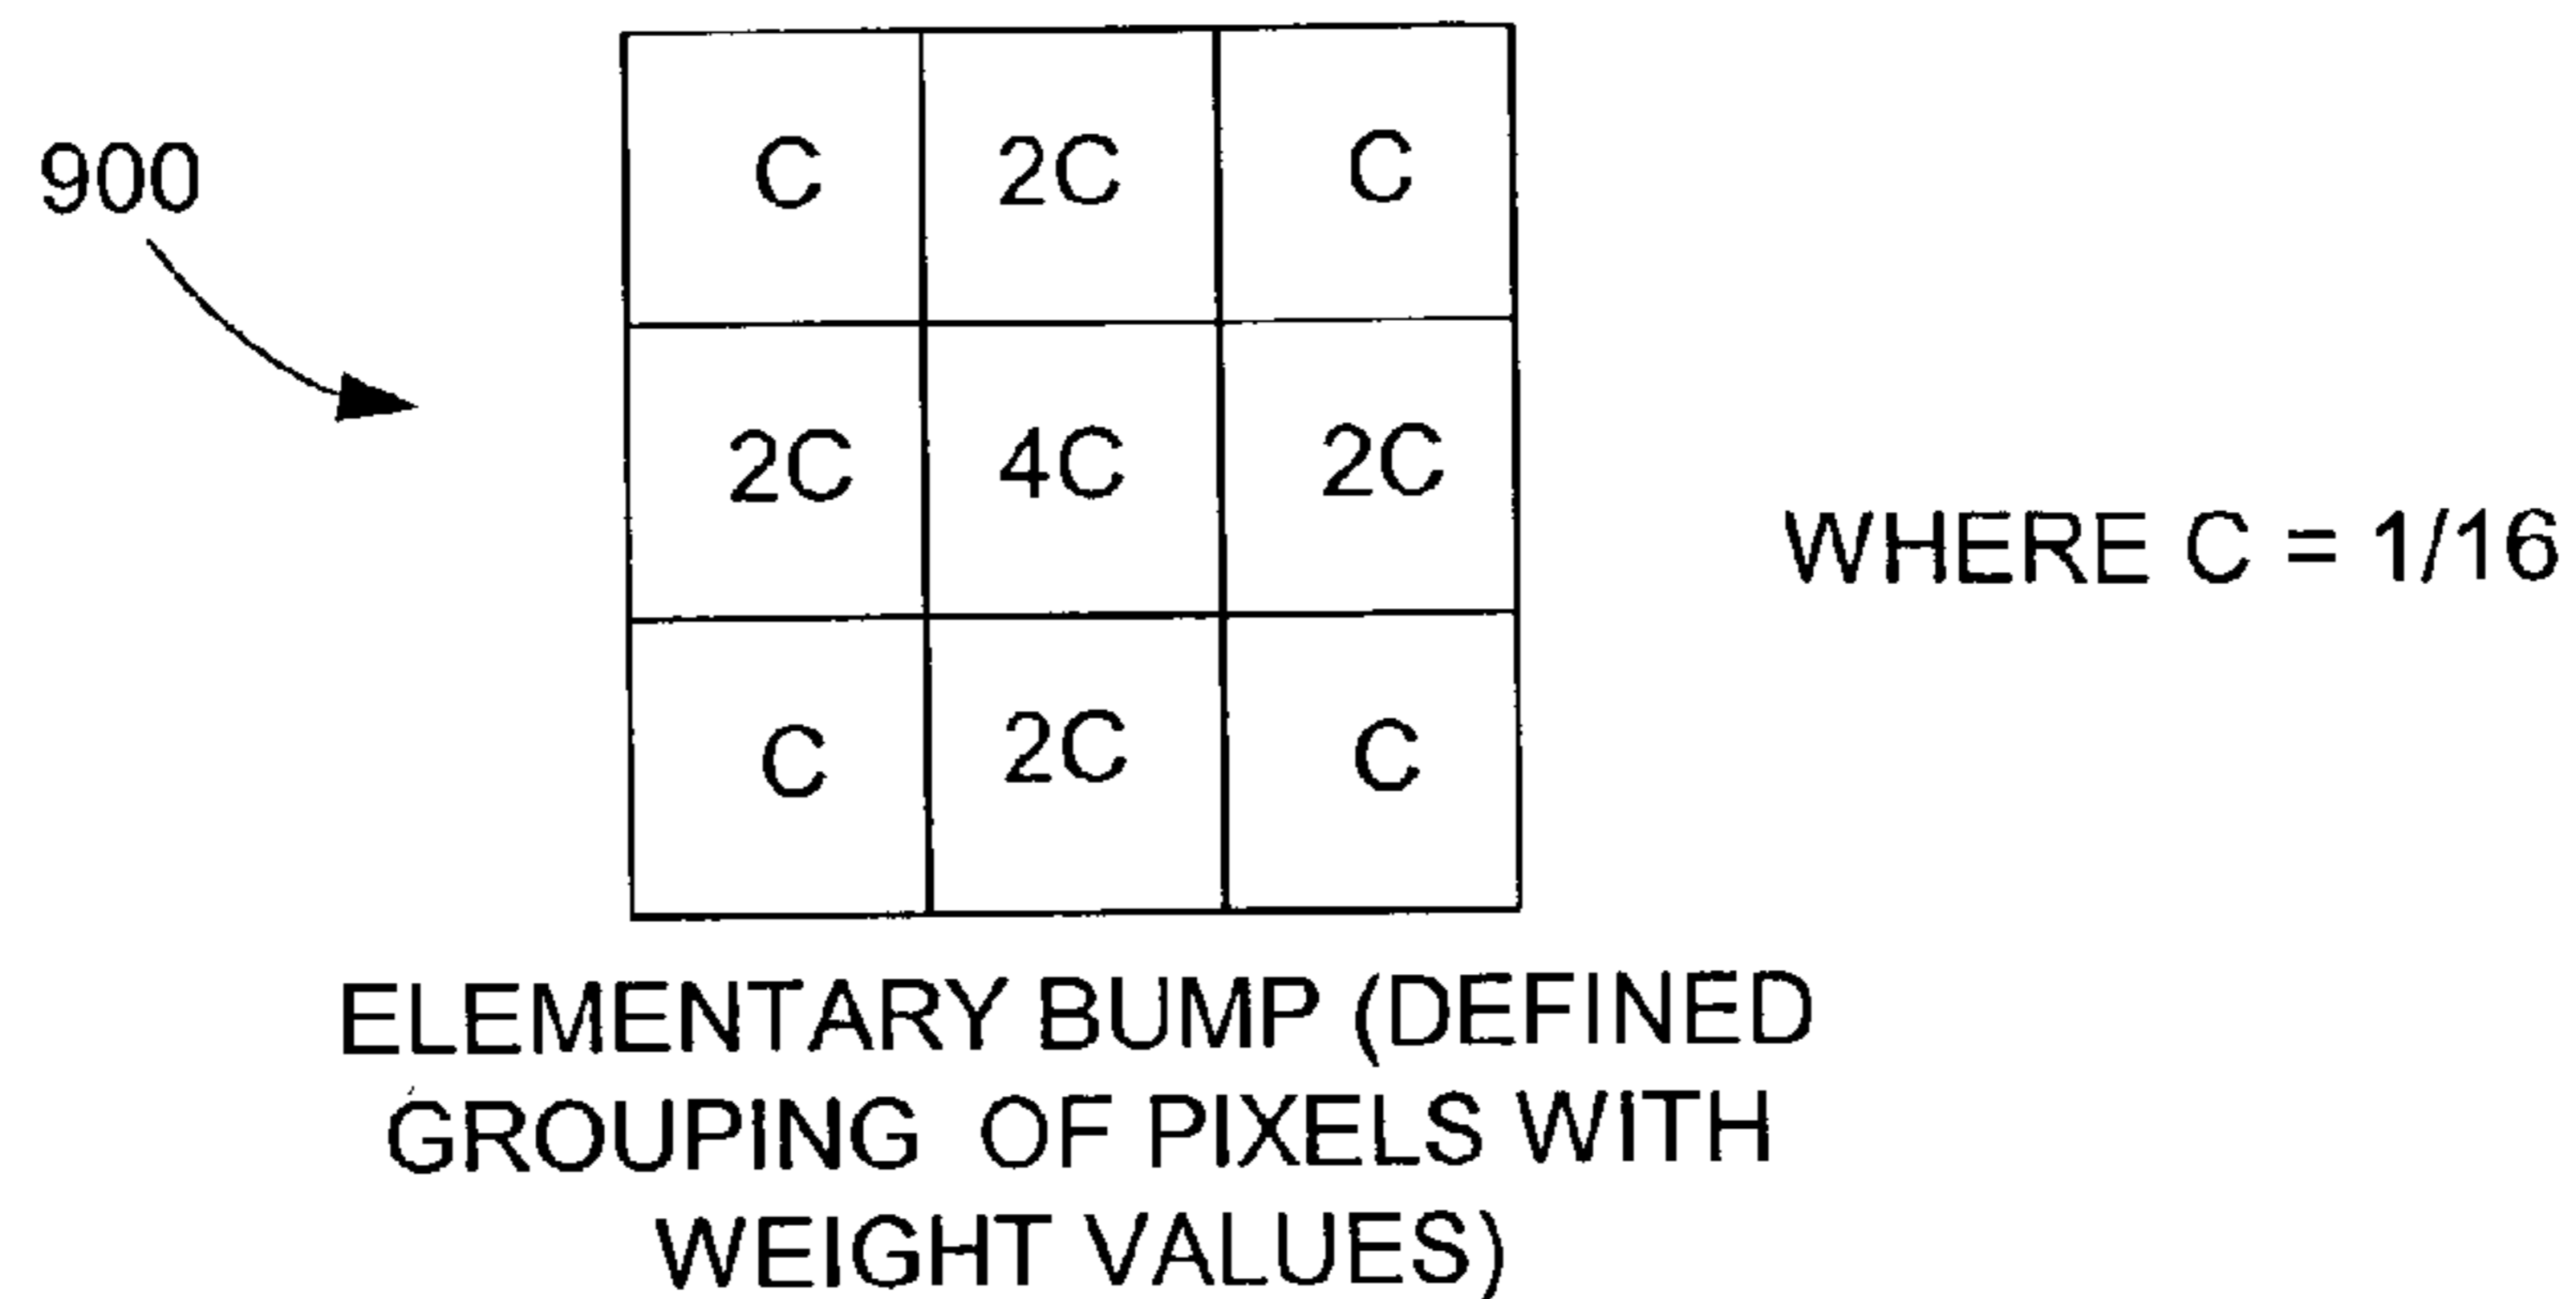 900
C 2C C
2C 4C 2C
WHERE C = 1/16
C 2C C
ELEMENTARY BUMP (DEFINED
GROUPING OF PIXELS WITH
WEIGHT VALUES)